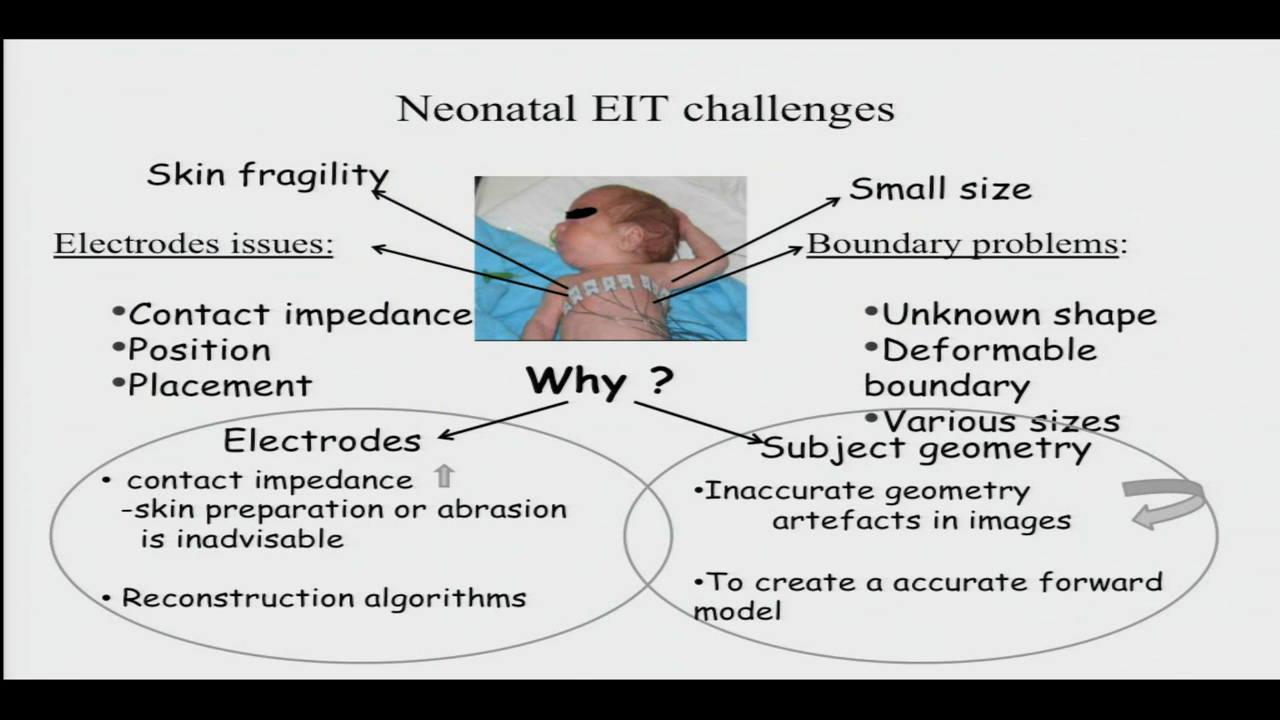 Neonatal EIT challenges
Skin fragility
Small size
Electrodes issues:
Boundary problems:
•Contact impedance
•Position
•Placement
•Unknown shape
•Deformable
boundary
•Various sizes
Why ?
Electrodes
• contact impedance
-skin preparation or abrasion
is inadvisable
• Reconstruction algorithms
Subject geometry
•Inaccurate geometry
artefacts in images
•To create a accurate forward
model